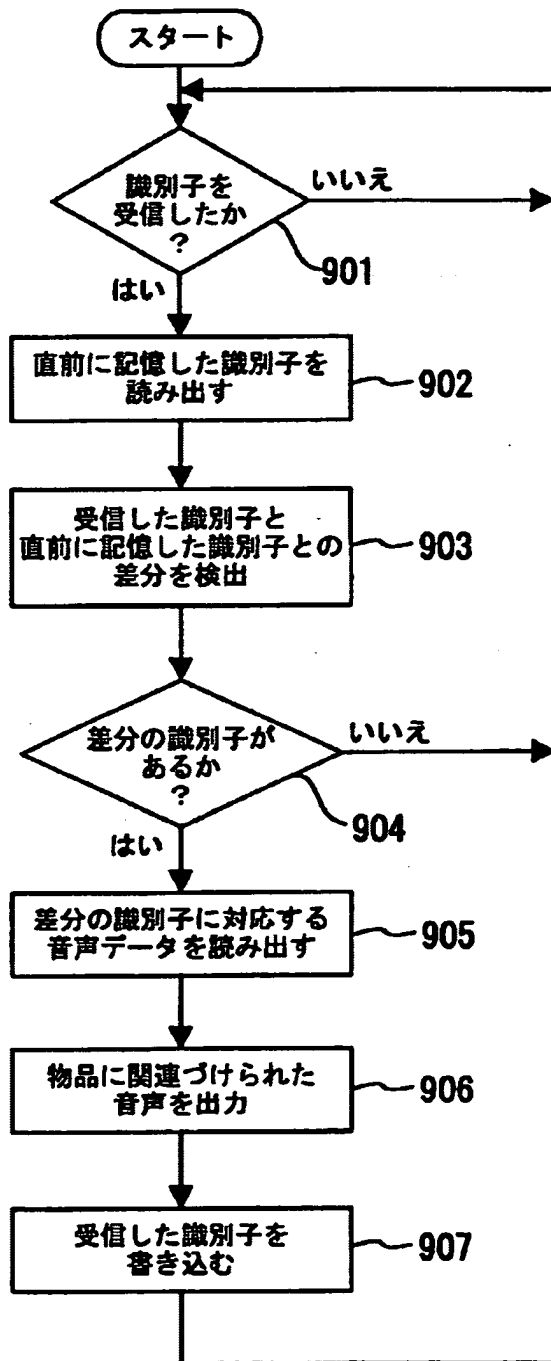 スタート
識別子を
受信したか
?
いいえ
901
はい
直前に記憶した識別子を
読み出す
902
受信した識別子と
直前に記憶した識別子との
差分を検出
903
差分の識別子が
あるか
?
いいえ
904
はい
差分の識別子に対応する
音声データを読み出す
905
物品に関連づけられた
音声を出力
906
受信した識別子を
書き込む
907